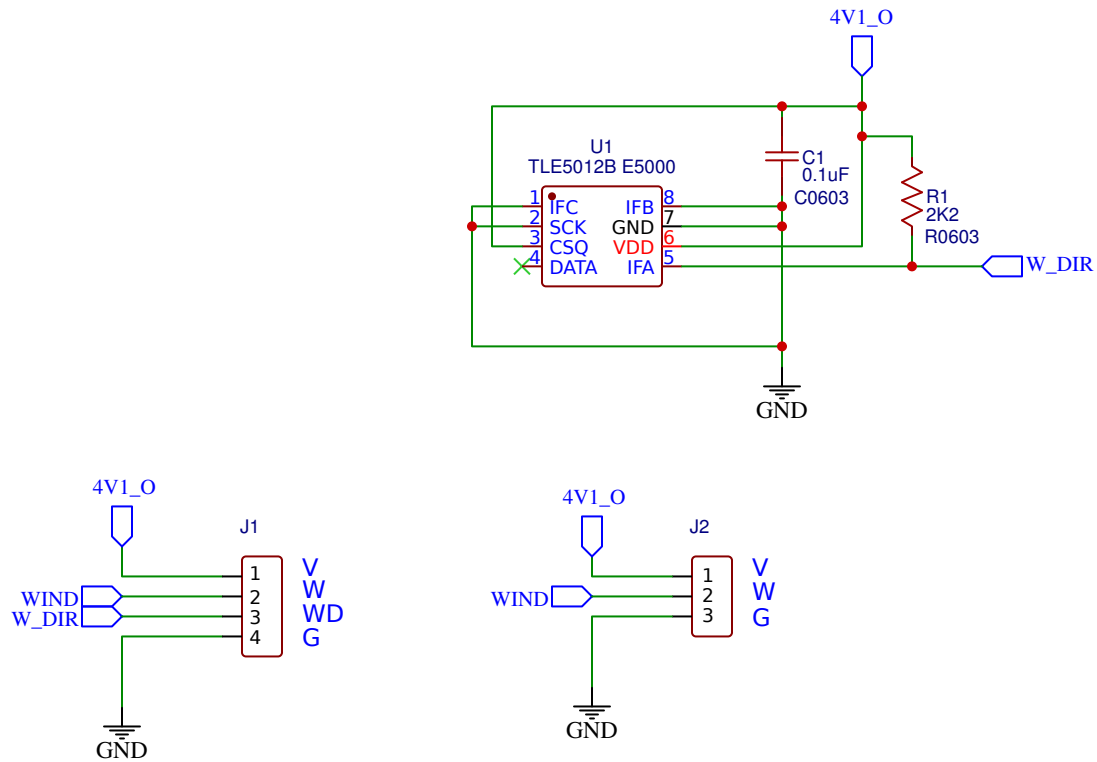 4V1_O
U1
TLE5012B E5000
C1
0.1uF
C0603
R1
2K2
R0603
1 IFC IFB 8
2 SCK GND 7
3 CSQ VDD 6
4 DATA IFA 5
W_DIR
GND
4V1_O
J1
1 V
WIND 2 W
W_DIR 3 WD
4 G
GND
4V1_O
J2
1 V
WIND 2 W
3 G
GND